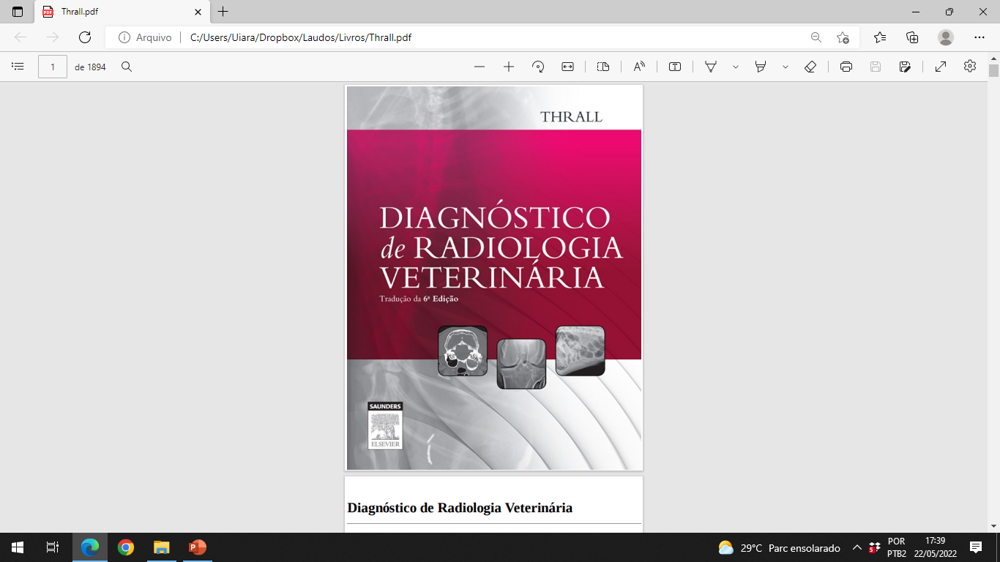 Thrall.pdf
Arquivo
C:/Users/Uiara/Dropbox/Laudos/Livros/Thrall.pdf
1 de 1894
THRALL
DIAGNÓSTICO
de RADIOLOGIA
VETERINÁRIA
Tradução da 6ª Edição
SAUNDERS
ELSEVIER
Diagnóstico de Radiologia Veterinária
29°C Parc ensolarado
POR
PTB2
17:39
22/05/2022